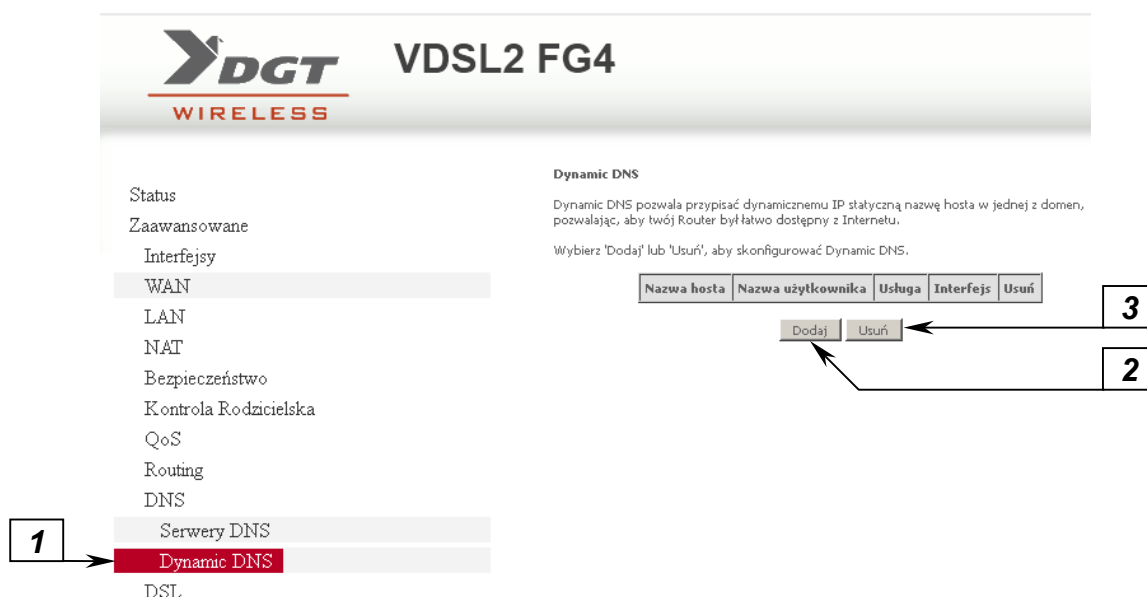 DGT
WIRELESS
VDSL2 FG4
Status
Zaawansowane
Interfejsy
WAN
LAN
NAT
Bezpieczeństwo
Kontrola Rodzicielska
QoS
Routing
DNS
Serwery DNS
1
Dynamic DNS
DSL
Dynamic DNS
Dynamic DNS pozwala przypisać dynamicznemu IP statyczną nazwę hosta w jednej z domen,
pozwalając, aby twój Router był łatwo dostępny z Internetu.
Wybierz 'Dodaj' lub 'Usuń', aby skonfigurować Dynamic DNS.
Nazwa hosta Nazwa użytkownika Usługa Interfejs Usuń
Dodaj Usuń
3
2